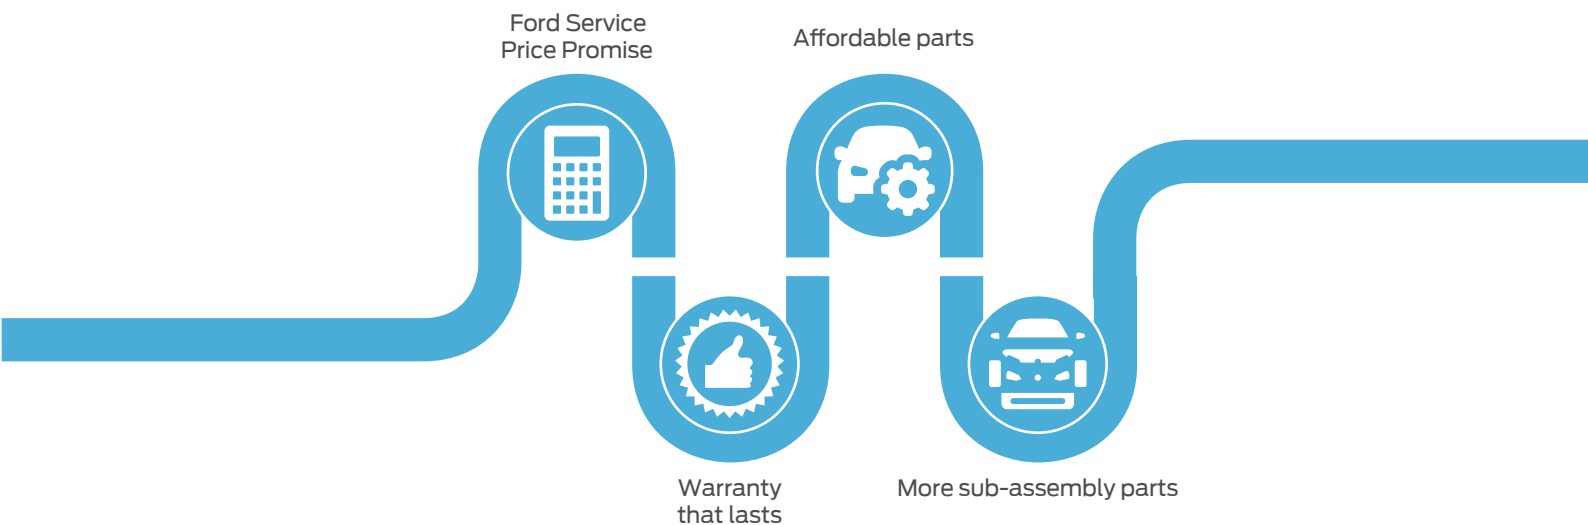 Ford Service
Price Promise
Affordable parts
Warranty
that lasts
More sub-assembly parts